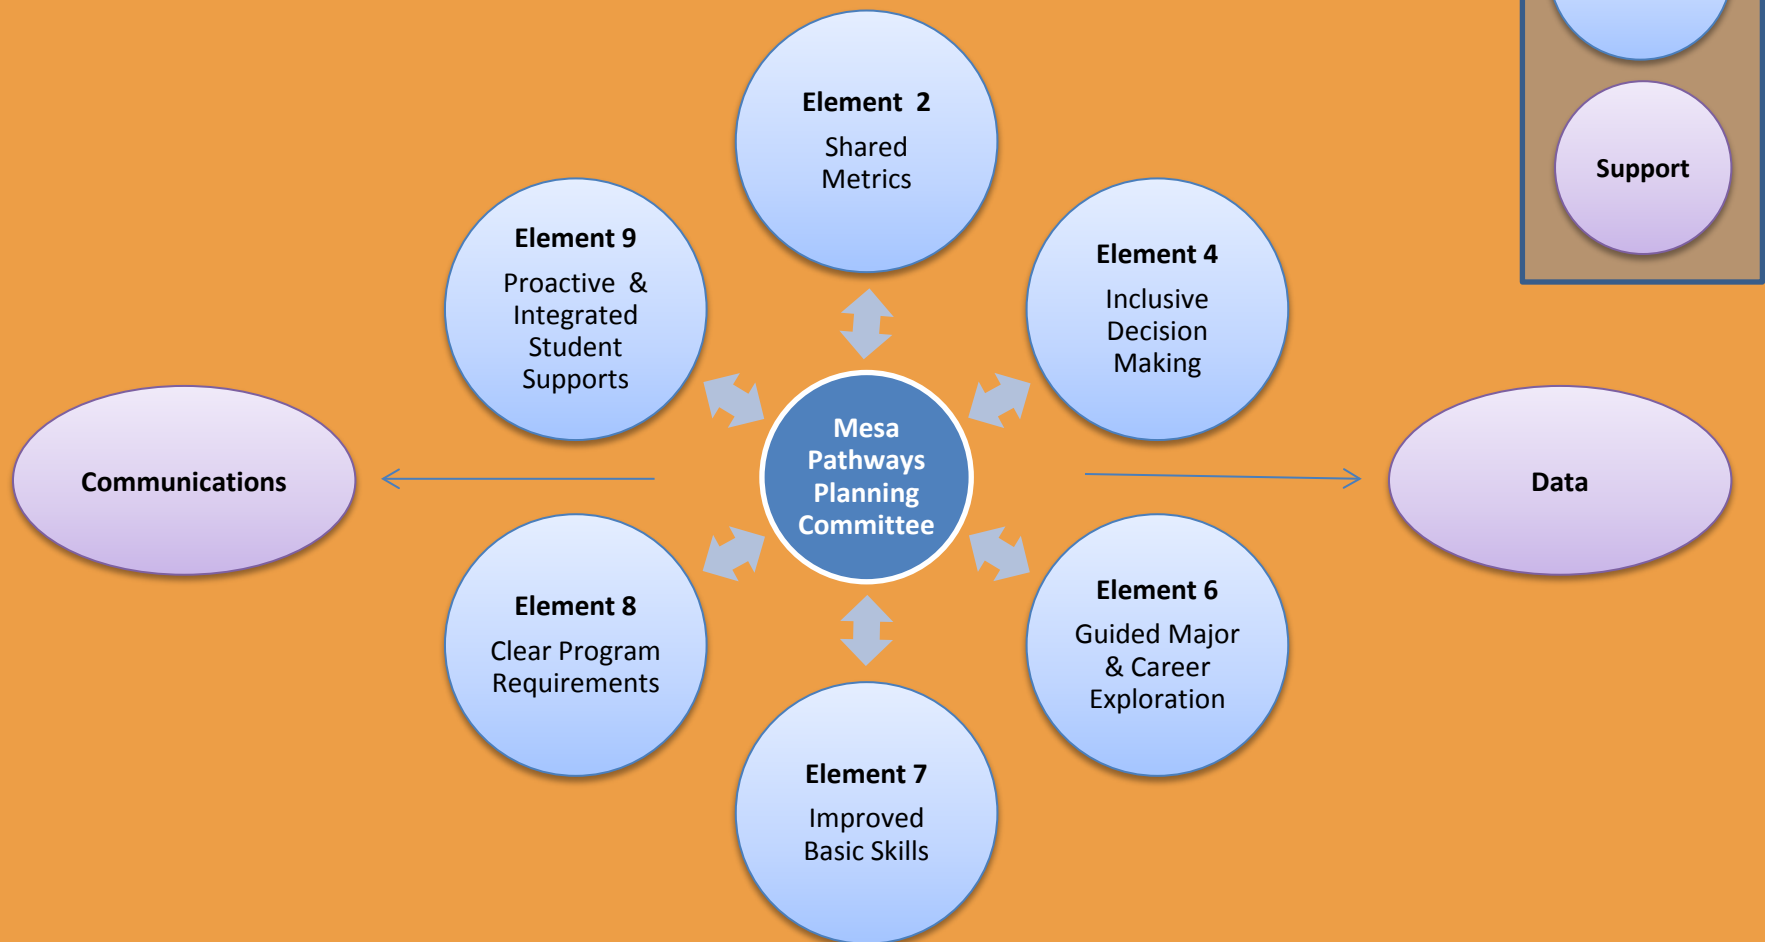 Element 2
Shared
Metrics
Support
Element 9
Proactive &
Integrated
Student
Supports
Element 4
Inclusive
Decision
Making
Mesa
Pathways
Planning
Committee
Communications
Data
Element 8
Clear Program
Requirements
Element 6
Guided Major
& Career
Exploration
Element 7
Improved
Basic Skills